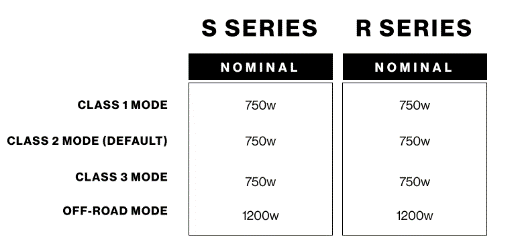 S SERIES R SERIES
NOMINAL NOMINAL
CLASS 1 MODE 750w 750w
CLASS 2 MODE (DEFAULT) 750w 750w
CLASS 3 MODE 750w 750w
OFF-ROAD MODE 1200w 1200w